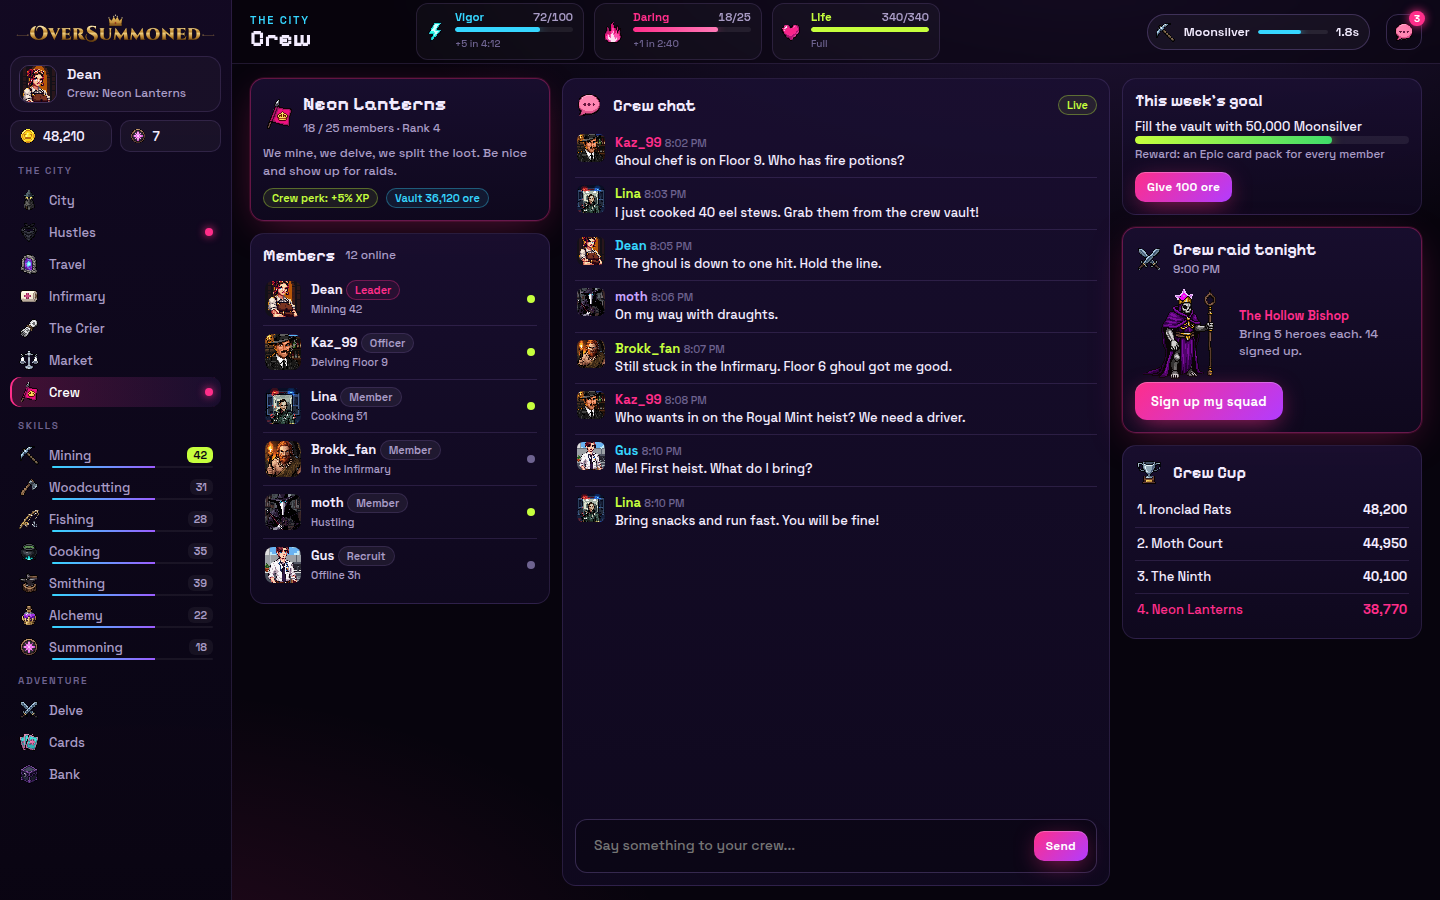 OVERSUMMONED
Dean
Crew: Neon Lanterns
48,210
7
THE CITY
City
Hustles
Travel
Infirmary
The Crier
Market
Crew
SKILLS
Mining 42
Woodcutting 31
Fishing 28
Cooking 35
Smithing 39
Alchemy 22
Summoning 18
ADVENTURE
Delve
Cards
Bank
THE CITY
Crew
Vigor 72/100
+5 in 4:12
Daring 18/25
+1 in 2:40
Life 340/340
Full
Moonsilver 1.8s
3
Neon Lanterns
18 / 25 members · Rank 4
We mine, we delve, we split the loot. Be nice
and show up for raids.
Crew perk: +5% XP
Vault 36,120 ore
Members 12 online
Dean Leader
Mining 42
Kaz_99 Officer
Delving Floor 9
Lina Member
Cooking 51
Brokk_fan Member
In the Infirmary
moth Member
Hustling
Gus Recruit
Offline 3h
Crew chat
Live
Kaz_99 8:02 PM
Ghoul chef is on Floor 9. Who has fire potions?
Lina 8:03 PM
I just cooked 40 eel stews. Grab them from the crew vault!
Dean 8:05 PM
The ghoul is down to one hit. Hold the line.
moth 8:06 PM
On my way with draughts.
Brokk_fan 8:07 PM
Still stuck in the Infirmary. Floor 6 ghoul got me good.
Kaz_99 8:08 PM
Who wants in on the Royal Mint heist? We need a driver.
Gus 8:10 PM
Me! First heist. What do I bring?
Lina 8:10 PM
Bring snacks and run fast. You will be fine!
Say something to your crew...
Send
This week's goal
Fill the vault with 50,000 Moonsilver
Reward: an Epic card pack for every member
Give 100 ore
Crew raid tonight
9:00 PM
The Hollow Bishop
Bring 5 heroes each. 14
signed up.
Sign up my squad
Crew Cup
1. Ironclad Rats 48,200
2. Moth Court 44,950
3. The Ninth 40,100
4. Neon Lanterns 38,770